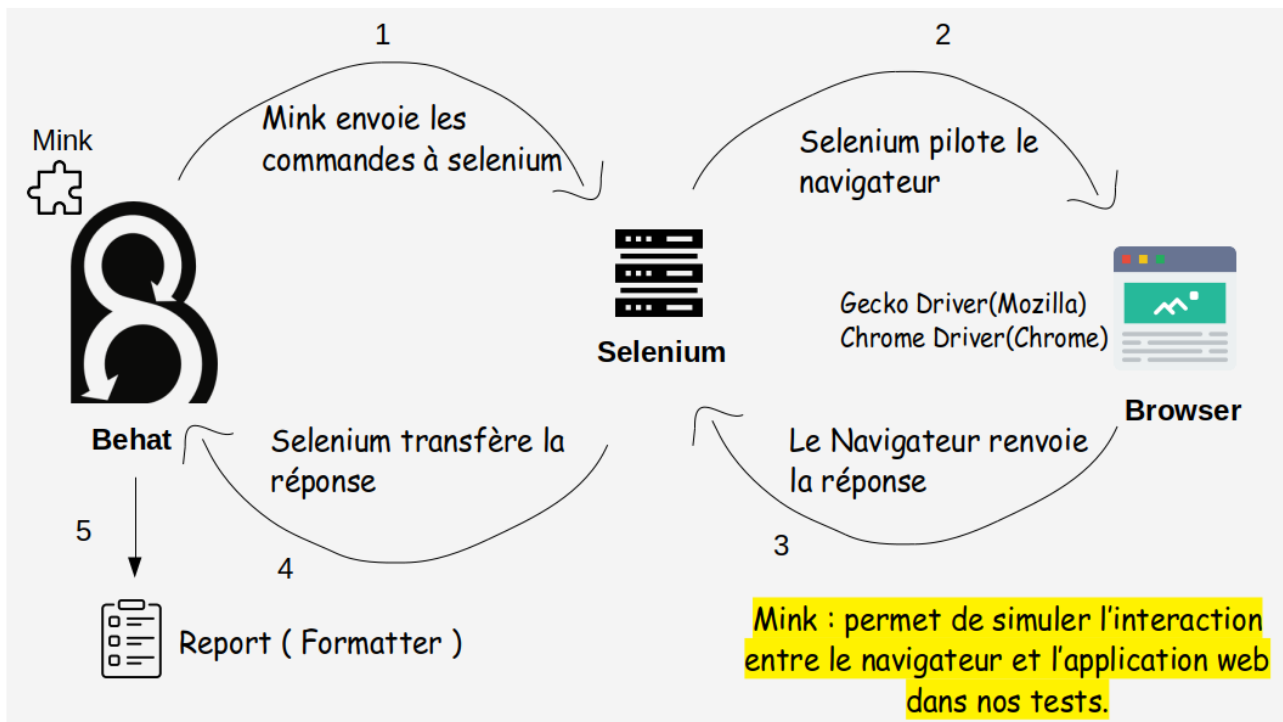 1
2
Mink
Mink envoie les
commandes à selenium
Selenium pilote le
navigateur
Gecko Driver(Mozilla)
Chrome Driver(Chrome)
Selenium
Browser
Behat
Selenium transfère la
réponse
Le Navigateur renvoie
la réponse
5
4
3
Report ( Formatter )
Mink : permet de simuler l'interaction
entre le navigateur et l'application web
dans nos tests.